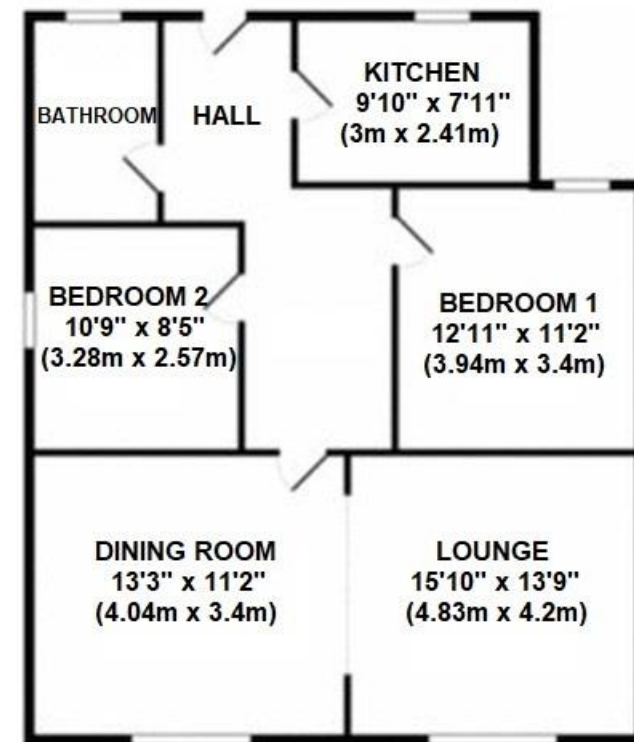 KITCHEN
9'10" x 7'11"
(3m x 2.41m)
BATHROOM
HALL
BEDROOM 2
10'9" x 8'5"
(3.28m x 2.57m)
BEDROOM 1
12'11" x 11'2"
(3.94m x 3.4m)
DINING ROOM
13'3" x 11'2"
(4.04m x 3.4m)
LOUNGE
15'10" x 13'9"
(4.83m x 4.2m)